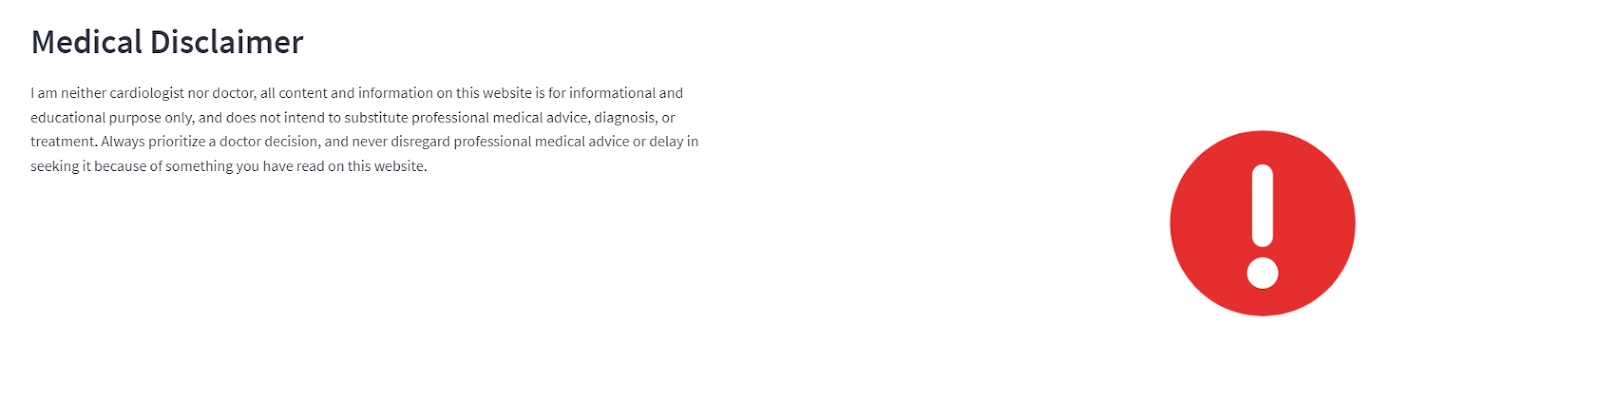 Medical Disclaimer
I am neither cardiologist nor doctor, all content and information on this website is for informational and
educational purpose only, and does not intend to substitute professional medical advice, diagnosis, or
treatment. Always prioritize a doctor decision, and never disregard professional medical advice or delay in
seeking it because of something you have read on this website.